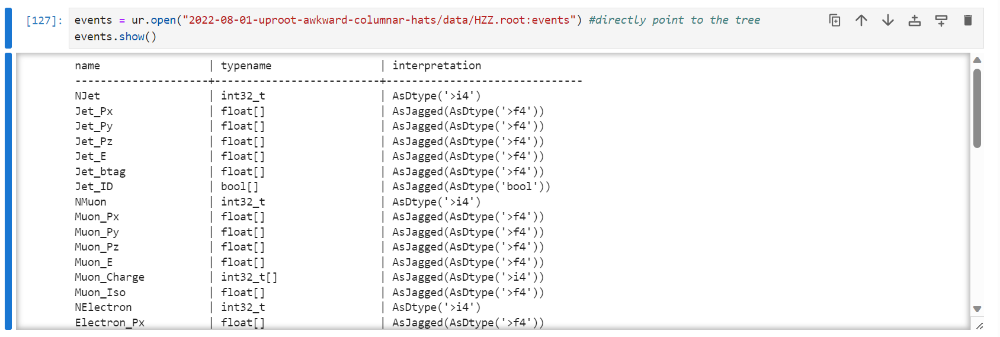 [127]: events = ur.open("2022-08-01-uproot-awkward-columnar-hats/data/HZZ.root:events") #directly point to the tree
events.show()
name | typename | interpretation
---------------------+--------------------------+-------------------------------
NJet | int32_t | AsDtype('>i4')
Jet_Px | float[] | AsJagged(AsDtype('>f4'))
Jet_Py | float[] | AsJagged(AsDtype('>f4'))
Jet_Pz | float[] | AsJagged(AsDtype('>f4'))
Jet_E | float[] | AsJagged(AsDtype('>f4'))
Jet_btag | float[] | AsJagged(AsDtype('>f4'))
Jet_ID | bool[] | AsJagged(AsDtype('bool'))
NMuon | int32_t | AsDtype('>i4')
Muon_Px | float[] | AsJagged(AsDtype('>f4'))
Muon_Py | float[] | AsJagged(AsDtype('>f4'))
Muon_Pz | float[] | AsJagged(AsDtype('>f4'))
Muon_E | float[] | AsJagged(AsDtype('>f4'))
Muon_Charge | int32_t[] | AsJagged(AsDtype('>i4'))
Muon_Iso | float[] | AsJagged(AsDtype('>f4'))
NElectron | int32_t | AsDtype('>i4')
Electron_Px | float[] | AsJagged(AsDtype('>f4'))